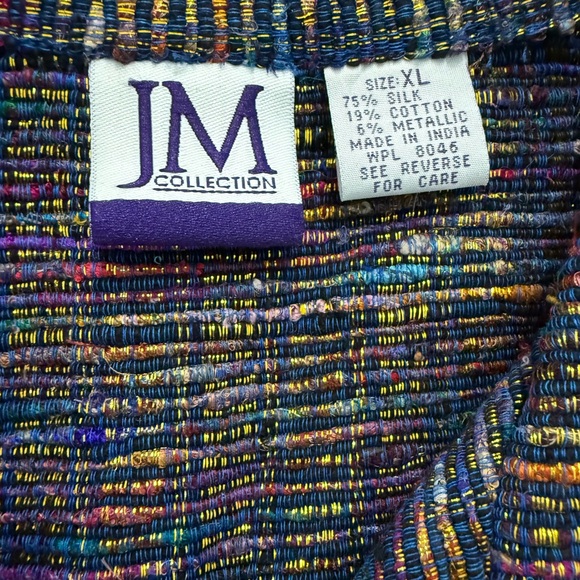 JM
COLLECTION
SIZE: XL
75% SILK
19% COTTON
6% METALLIC
MADE IN INDIA
WPL 8046
SEE REVERSE
FOR CARE